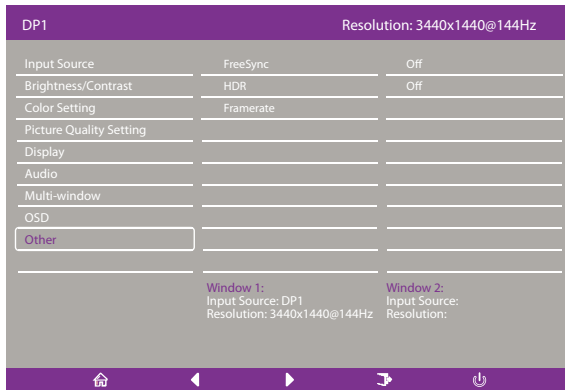 DP1 Resolution: 3440x1440@144Hz
Input Source FreeSync Off
Brightness/Contrast HDR Off
Color Setting Framerate
Picture Quality Setting
Display
Audio
Multi-window
OSD
Other
Window 1: Window 2:
Input Source: DP1 Input Source:
Resolution: 3440x1440@144Hz Resolution: